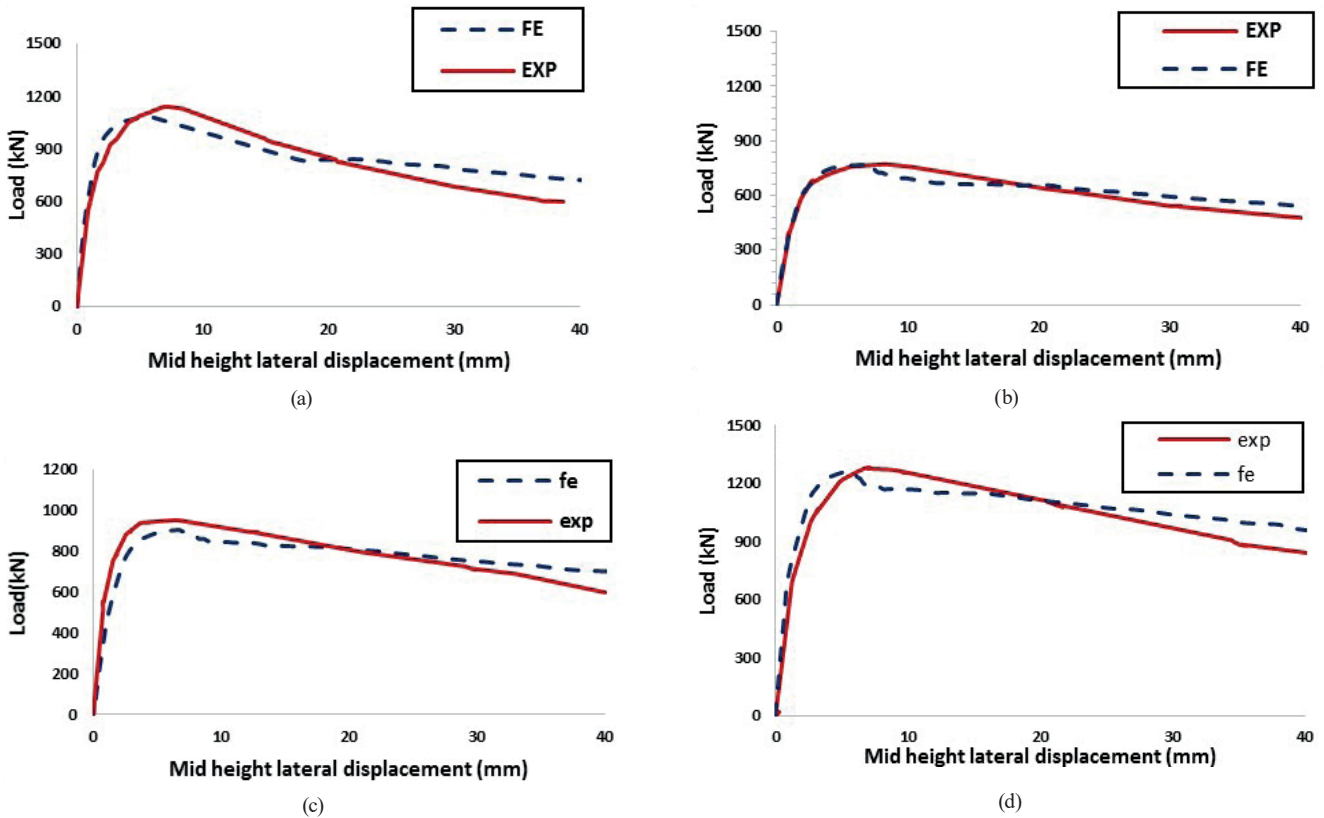 FE
EXP
1500
1200
900
600
300
0
Load (kN)
0 10 20 30 40
Mid height lateral displacement (mm)
(a)
EXP
FE
1500
1200
900
600
300
0
Load (kN)
0 10 20 30 40
Mid height lateral displacement (mm)
(b)
fe
exp
1200
1000
800
600
400
200
0
Load(kN)
0 10 20 30 40
Mid height lateral displacement (mm)
(c)
exp
fe
1500
1200
900
600
300
0
Load (kN)
0 10 20 30 40
Mid height lateral displacement (mm)
(d)